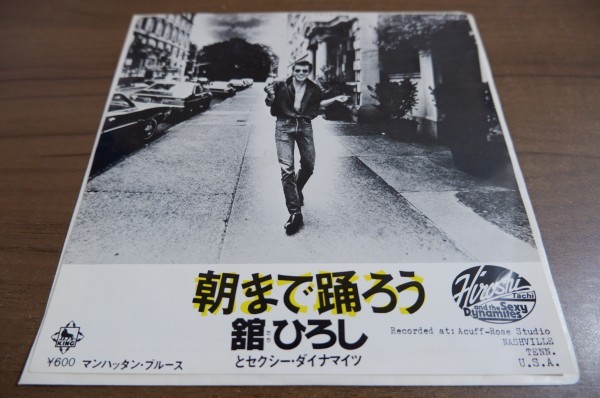 朝まで踊ろう
舘ひろし
とセクシー・ダイナマイツ
Hiroshi
Tachi
and the Sexy
Dynamites
Recorded at: Acuff-Rose Studio
NASHVILLE
TENN.
U.S.A.
KING
¥600
マンハッタン・ブルース